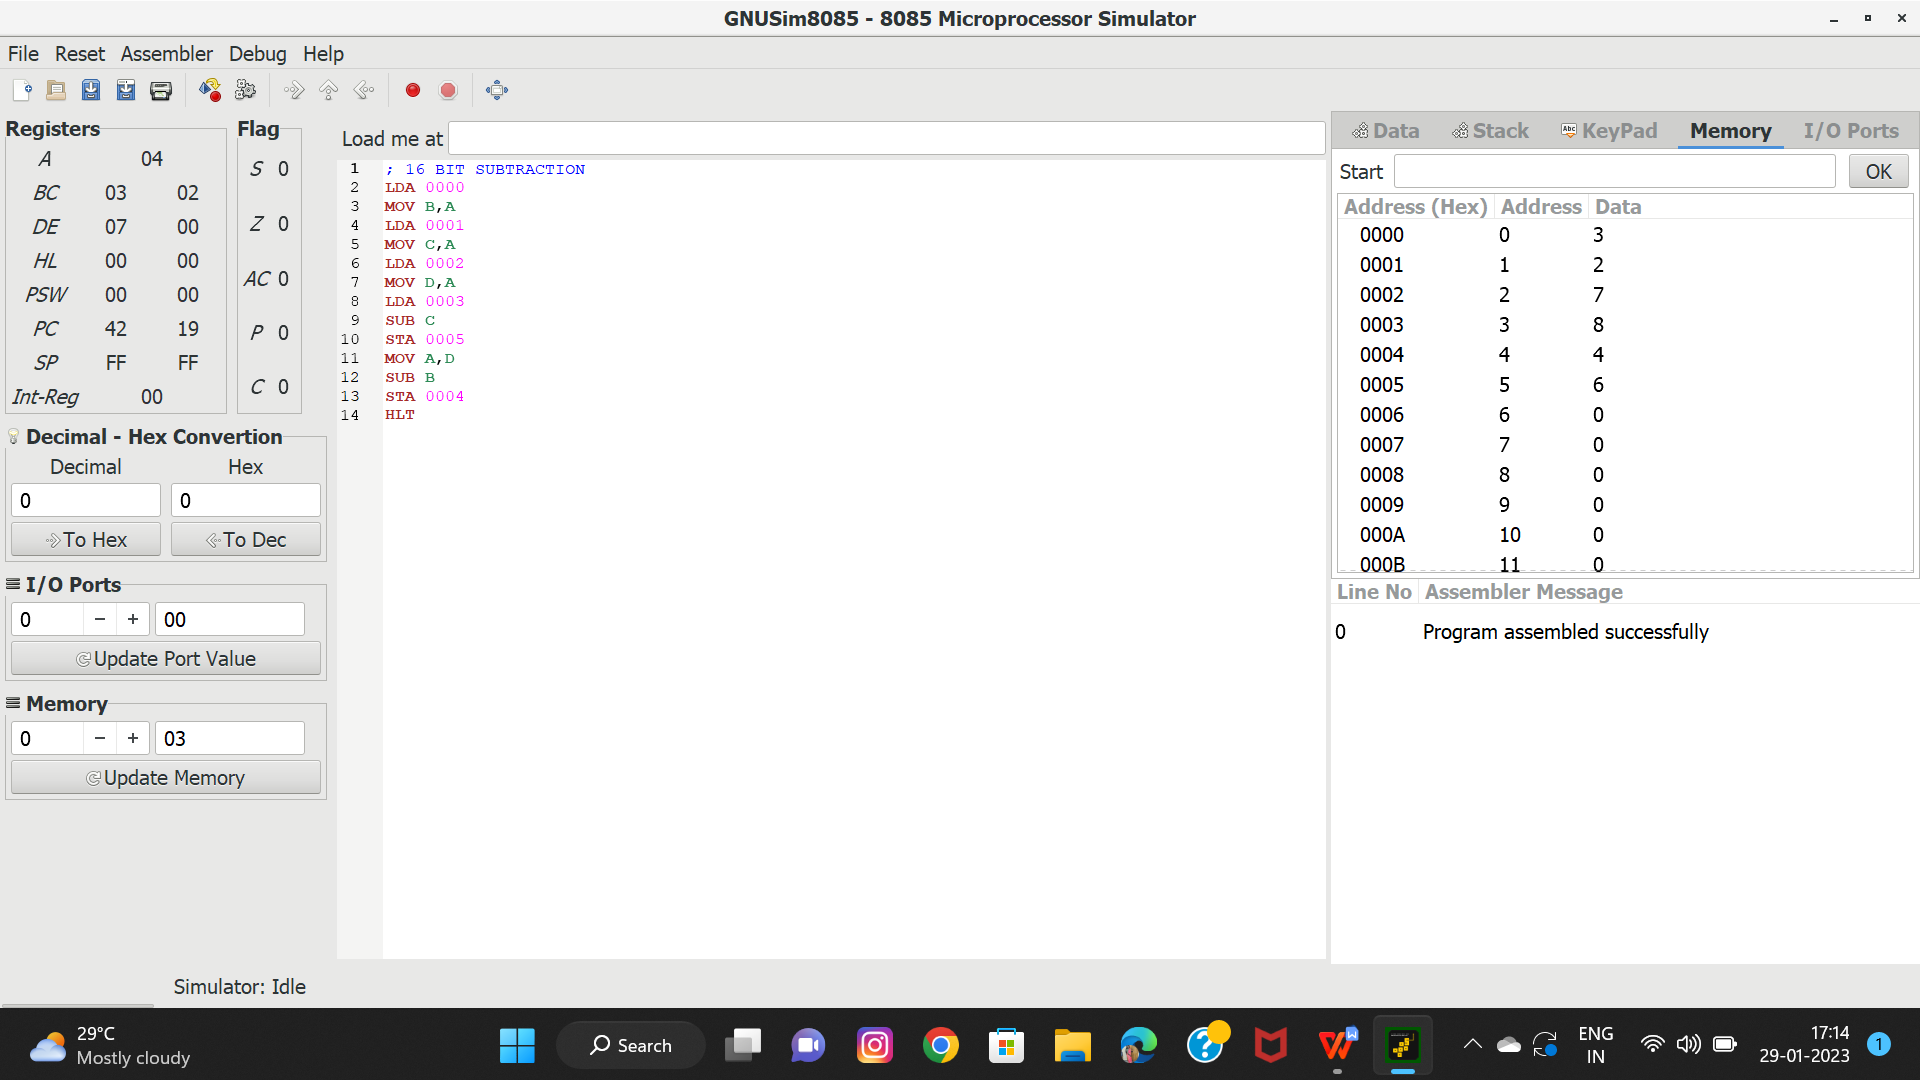 GNUSim8085 - 8085 Microprocessor Simulator
File Reset Assembler Debug Help
Registers
A 04
BC 03 02
DE 07 00
HL 00 00
PSW 00 00
PC 42 19
SP FF FF
Int-Reg 00
Flag
S 0
Z 0
AC 0
P 0
C 0
Decimal - Hex Convertion
Decimal Hex
0 0
To Hex To Dec
I/O Ports
0 − + 00
Update Port Value
Memory
0 − + 03
Update Memory
Load me at
1 ; 16 BIT SUBTRACTION
2 LDA 0000
3 MOV B,A
4 LDA 0001
5 MOV C,A
6 LDA 0002
7 MOV D,A
8 LDA 0003
9 SUB C
10 STA 0005
11 MOV A,D
12 SUB B
13 STA 0004
14 HLT
Data Stack Abc KeyPad Memory I/O Ports
Start OK
Address (Hex) Address Data
0000 0 3
0001 1 2
0002 2 7
0003 3 8
0004 4 4
0005 5 6
0006 6 0
0007 7 0
0008 8 0
0009 9 0
000A 10 0
000B 11 0
Line No Assembler Message
0 Program assembled successfully
Simulator: Idle
29°C
Mostly cloudy
Search
ENG
IN
17:14
29-01-2023
1